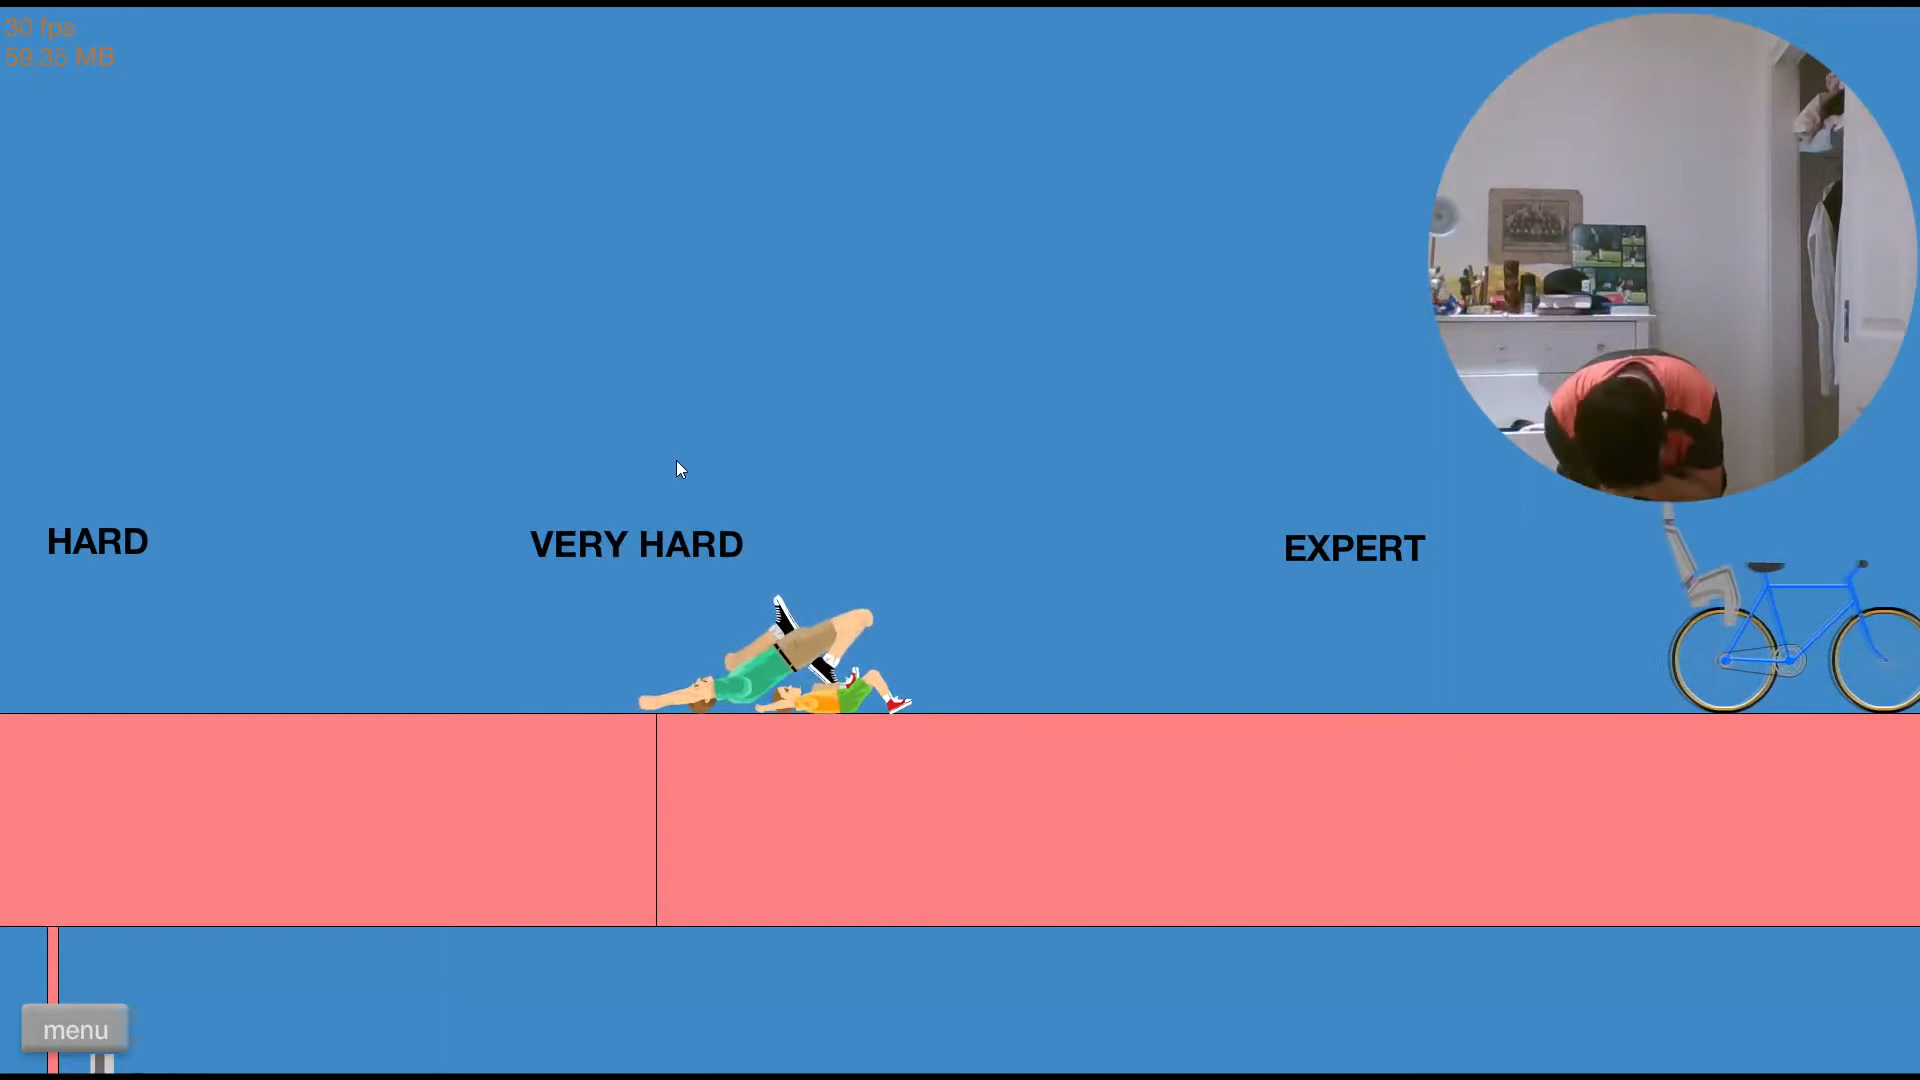 30 fps
59.35 MB
HARD
VERY HARD
EXPERT
menu